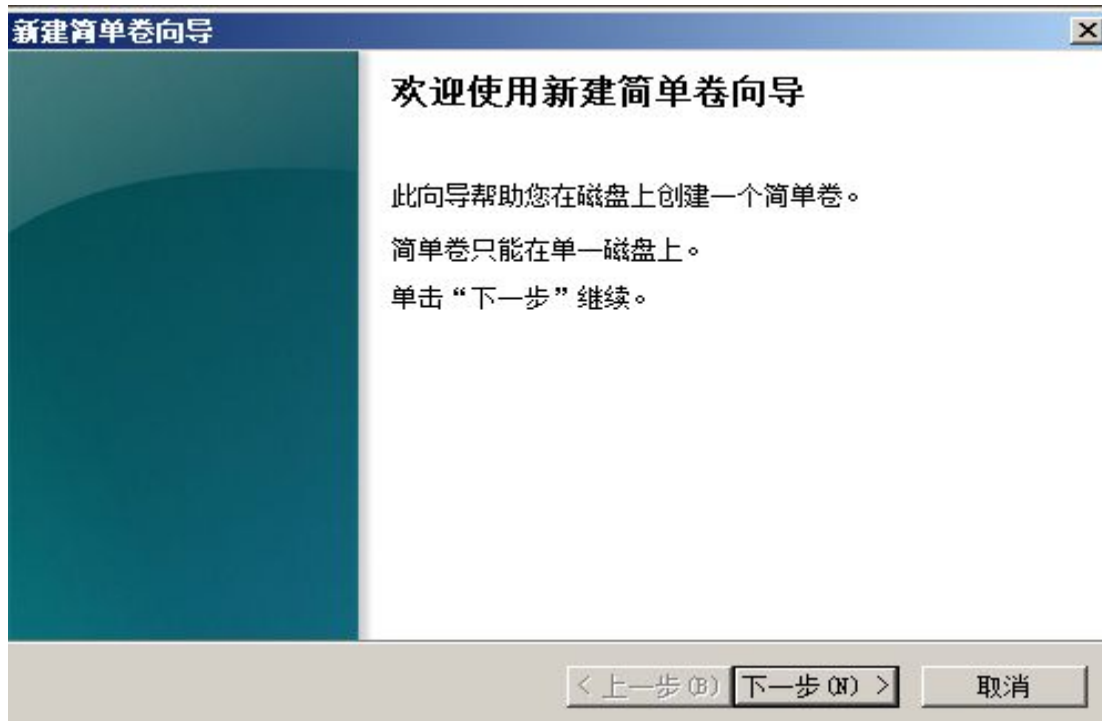 新建简单卷向导
欢迎使用新建简单卷向导
此向导帮助您在磁盘上创建一个简单卷。
简单卷只能在单一磁盘上。
单击“下一步”继续。
< 上一步(B) 下一步(N) > 取消